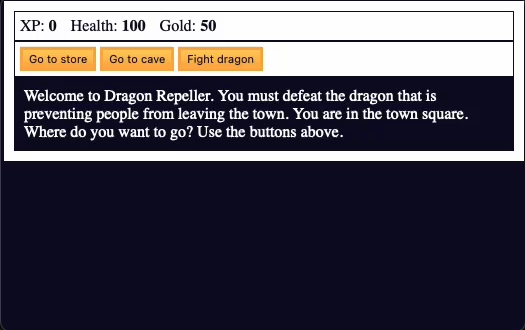 XP: 0 Health: 100 Gold: 50
Go to store Go to cave Fight dragon
Welcome to Dragon Repeller. You must defeat the dragon that is
preventing people from leaving the town. You are in the town square.
Where do you want to go? Use the buttons above.